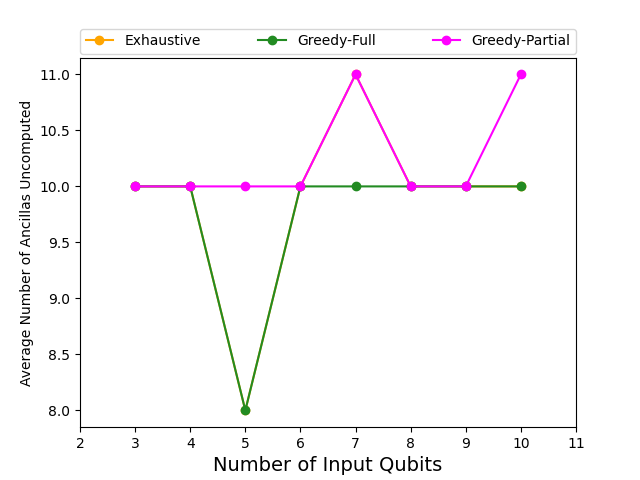 Exhaustive Greedy-Full Greedy-Partial
11.0
10.5
10.0
9.5
9.0
8.5
8.0
Average Number of Ancillas Uncomputed
2 3 4 5 6 7 8 9 10 11
Number of Input Qubits